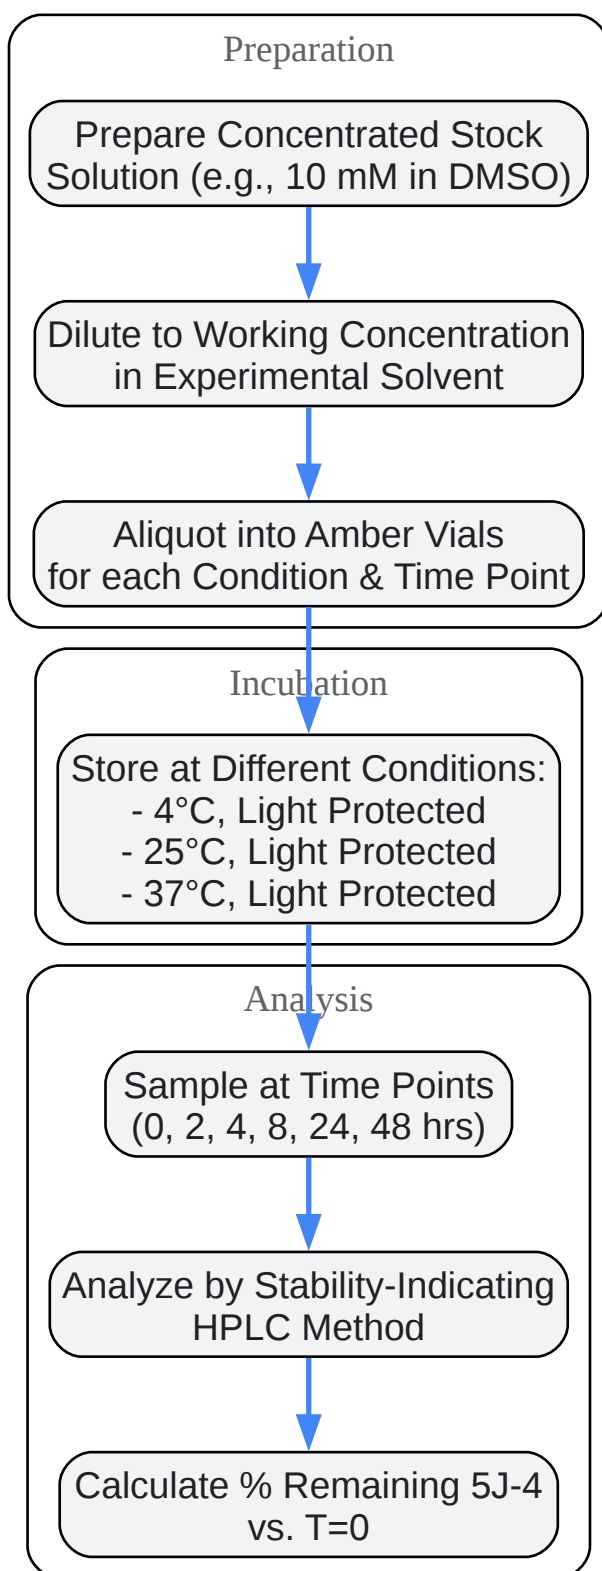 Preparation
Prepare Concentrated Stock
Solution (e.g., 10 mM in DMSO)
Dilute to Working Concentration
in Experimental Solvent
Aliquot into Amber Vials
for each Condition & Time Point
Incubation
Store at Different Conditions:
- 4°C, Light Protected
- 25°C, Light Protected
- 37°C, Light Protected
Analysis
Sample at Time Points
(0, 2, 4, 8, 24, 48 hrs)
Analyze by Stability-Indicating
HPLC Method
Calculate % Remaining 5J-4
vs. T=0